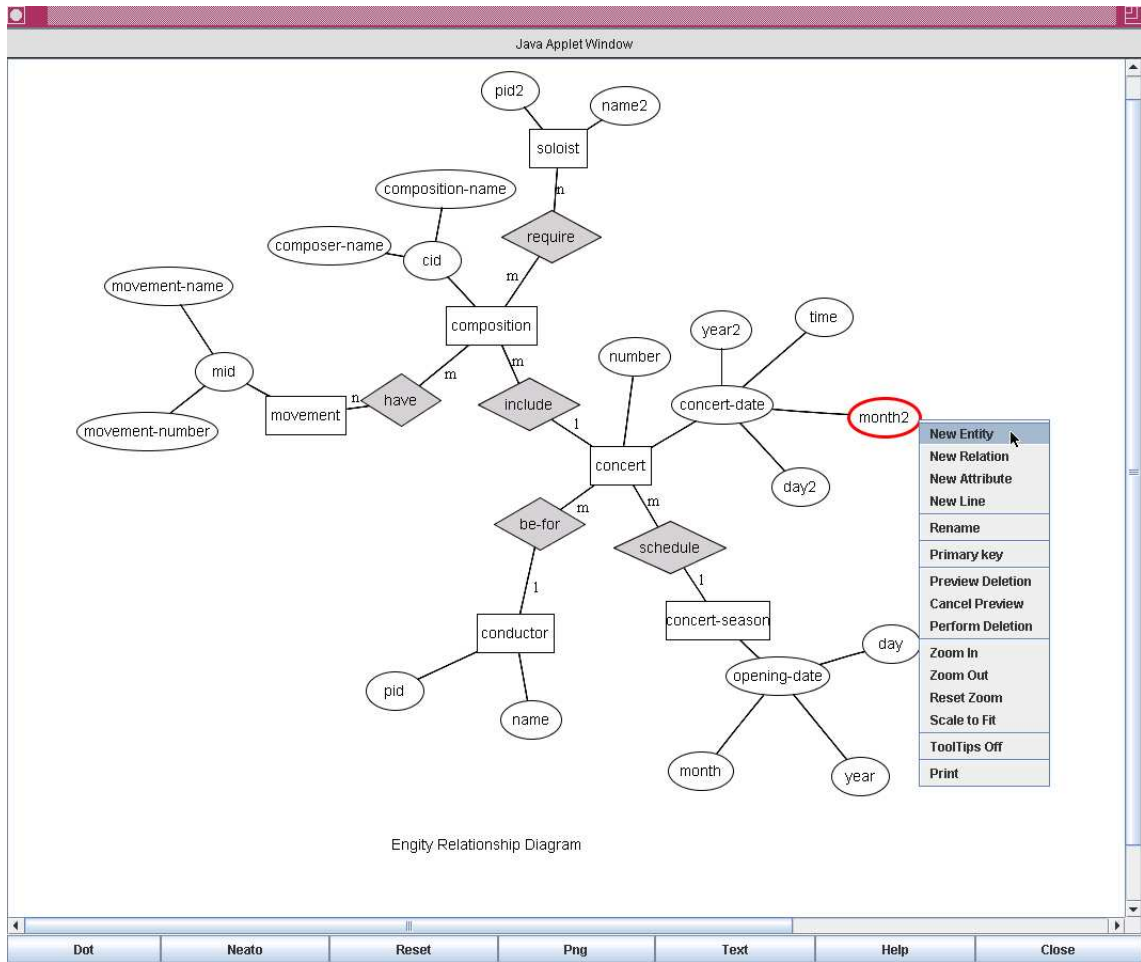 Java Applet Window
pid2
name2
soloist
n
composition-name
require
composer-name
cid
m
movement-name
composition
time
year2
number
m
m
mid
n
have
include
concert-date
month2
movement
movement-number
1
New Entity
concert
New Relation
New Attribute
day2
New Line
m
m
be-for
Rename
schedule
Primary key
1
1
Preview Deletion
Cancel Preview
concert-season
Perform Deletion
conductor
day
Zoom In
opening-date
Zoom Out
pid
Reset Zoom
name
Scale to Fit
ToolTips Off
month
year
Print
Engity Relationship Diagram
Dot
Neato
Reset
Png
Text
Help
Close